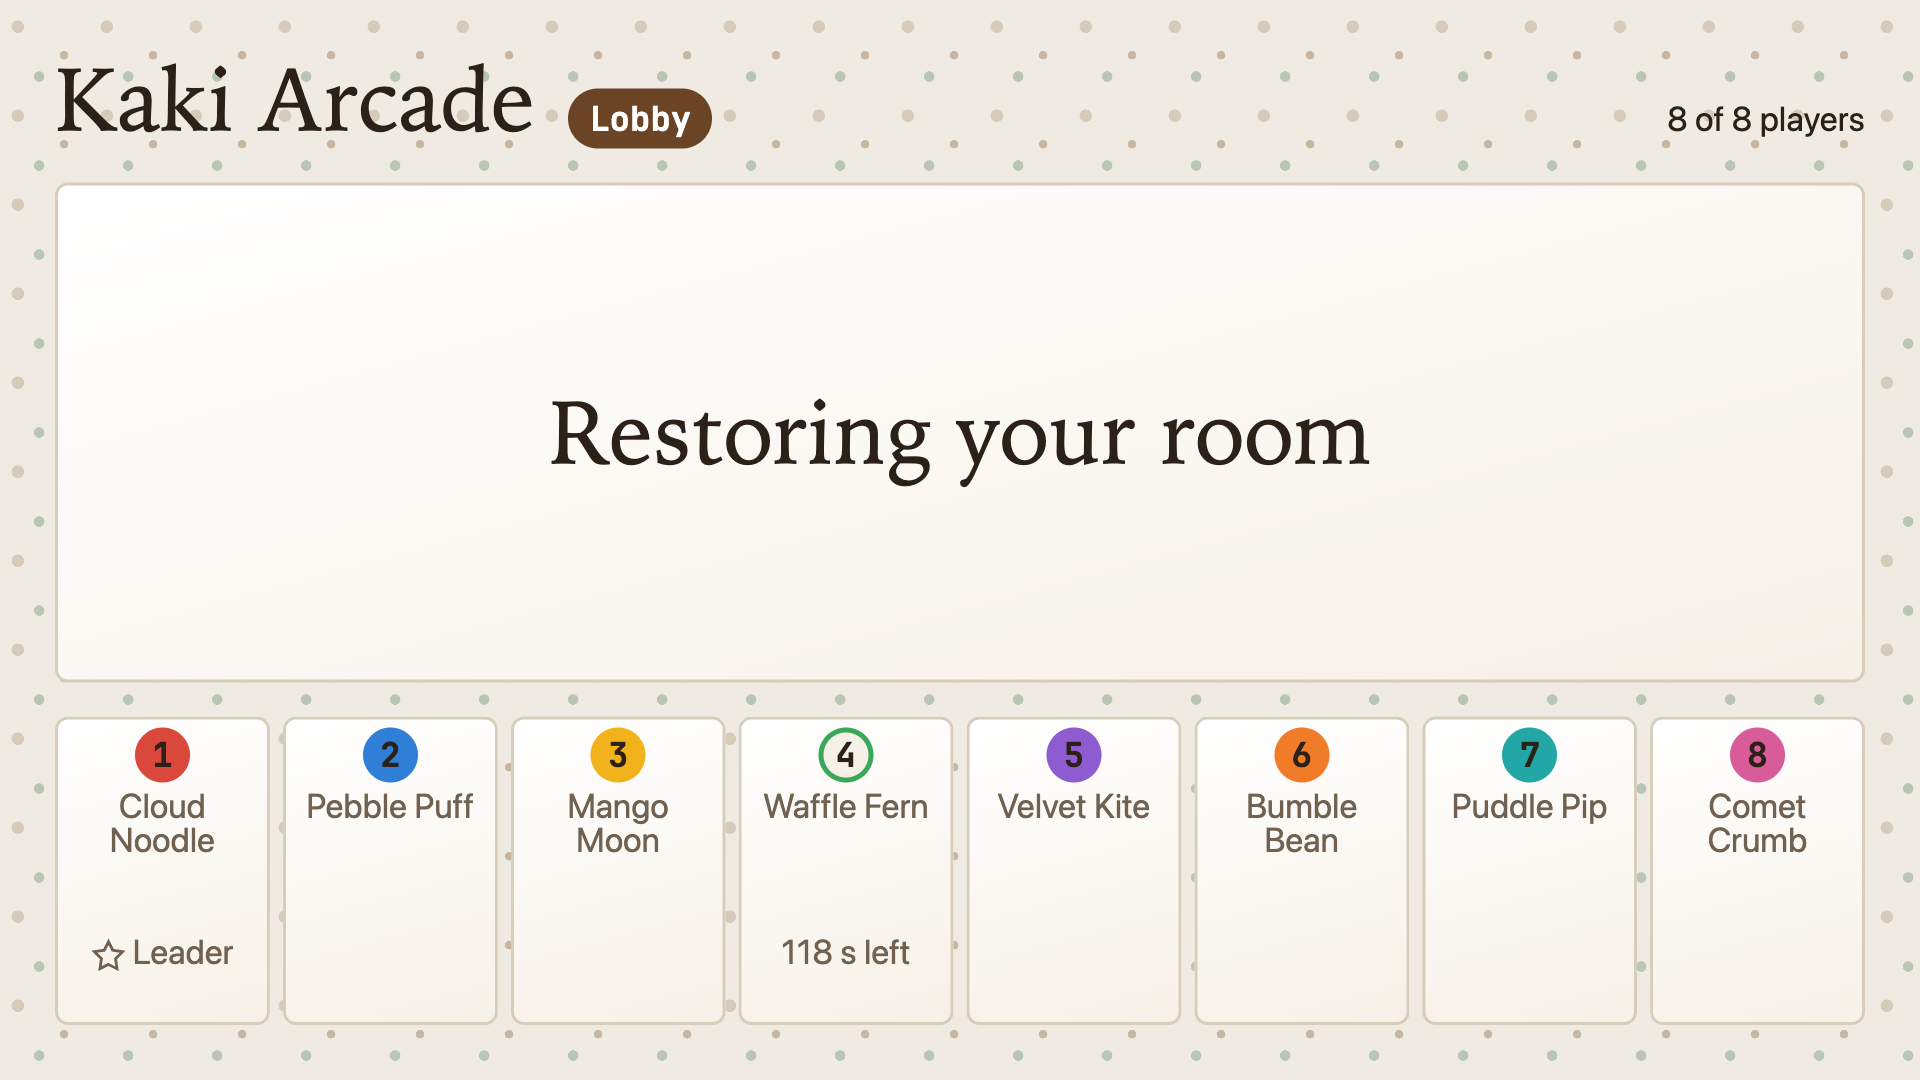 Kaki Arcade
Lobby
8 of 8 players
Restoring your room
1
Cloud
Noodle
Leader
2
Pebble Puff
3
Mango
Moon
4
Waffle Fern
118 s left
5
Velvet Kite
6
Bumble
Bean
7
Puddle Pip
8
Comet
Crumb